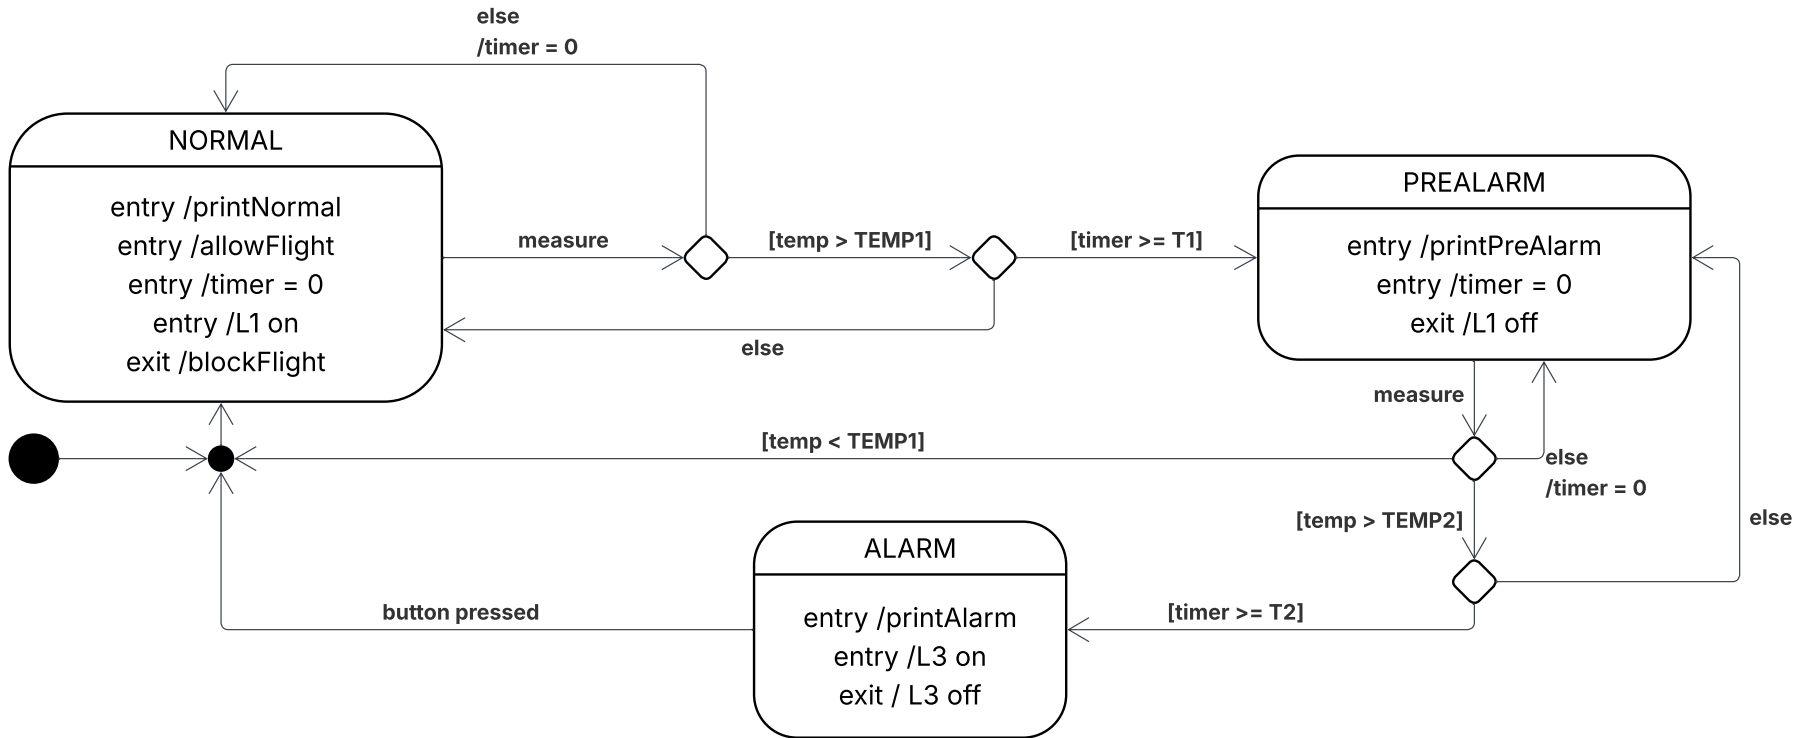 else
/timer = 0
NORMAL
entry /printNormal
entry /allowFlight
entry /timer = 0
entry /L1 on
exit /blockFlight
measure
[temp > TEMP1]
[timer >= T1]
else
PREALARM
entry /printPreAlarm
entry /timer = 0
exit /L1 off
measure
[temp < TEMP1]
else
/timer = 0
[temp > TEMP2]
else
ALARM
entry /printAlarm
entry /L3 on
exit / L3 off
button pressed
[timer >= T2]